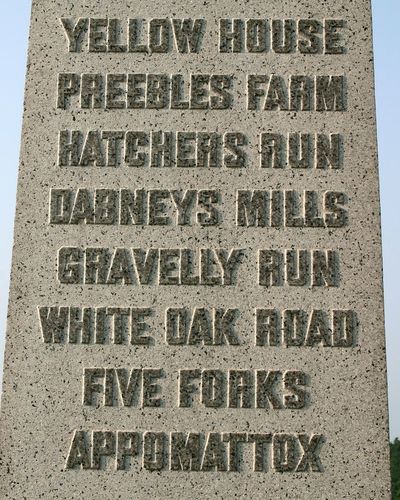 YELLOW HOUSE
PREEBLES FARM
HATCHERS RUN
DABNEYS MILLS
GRAVELLY RUN
WHITE OAK ROAD
FIVE FORKS
APPOMATTOX